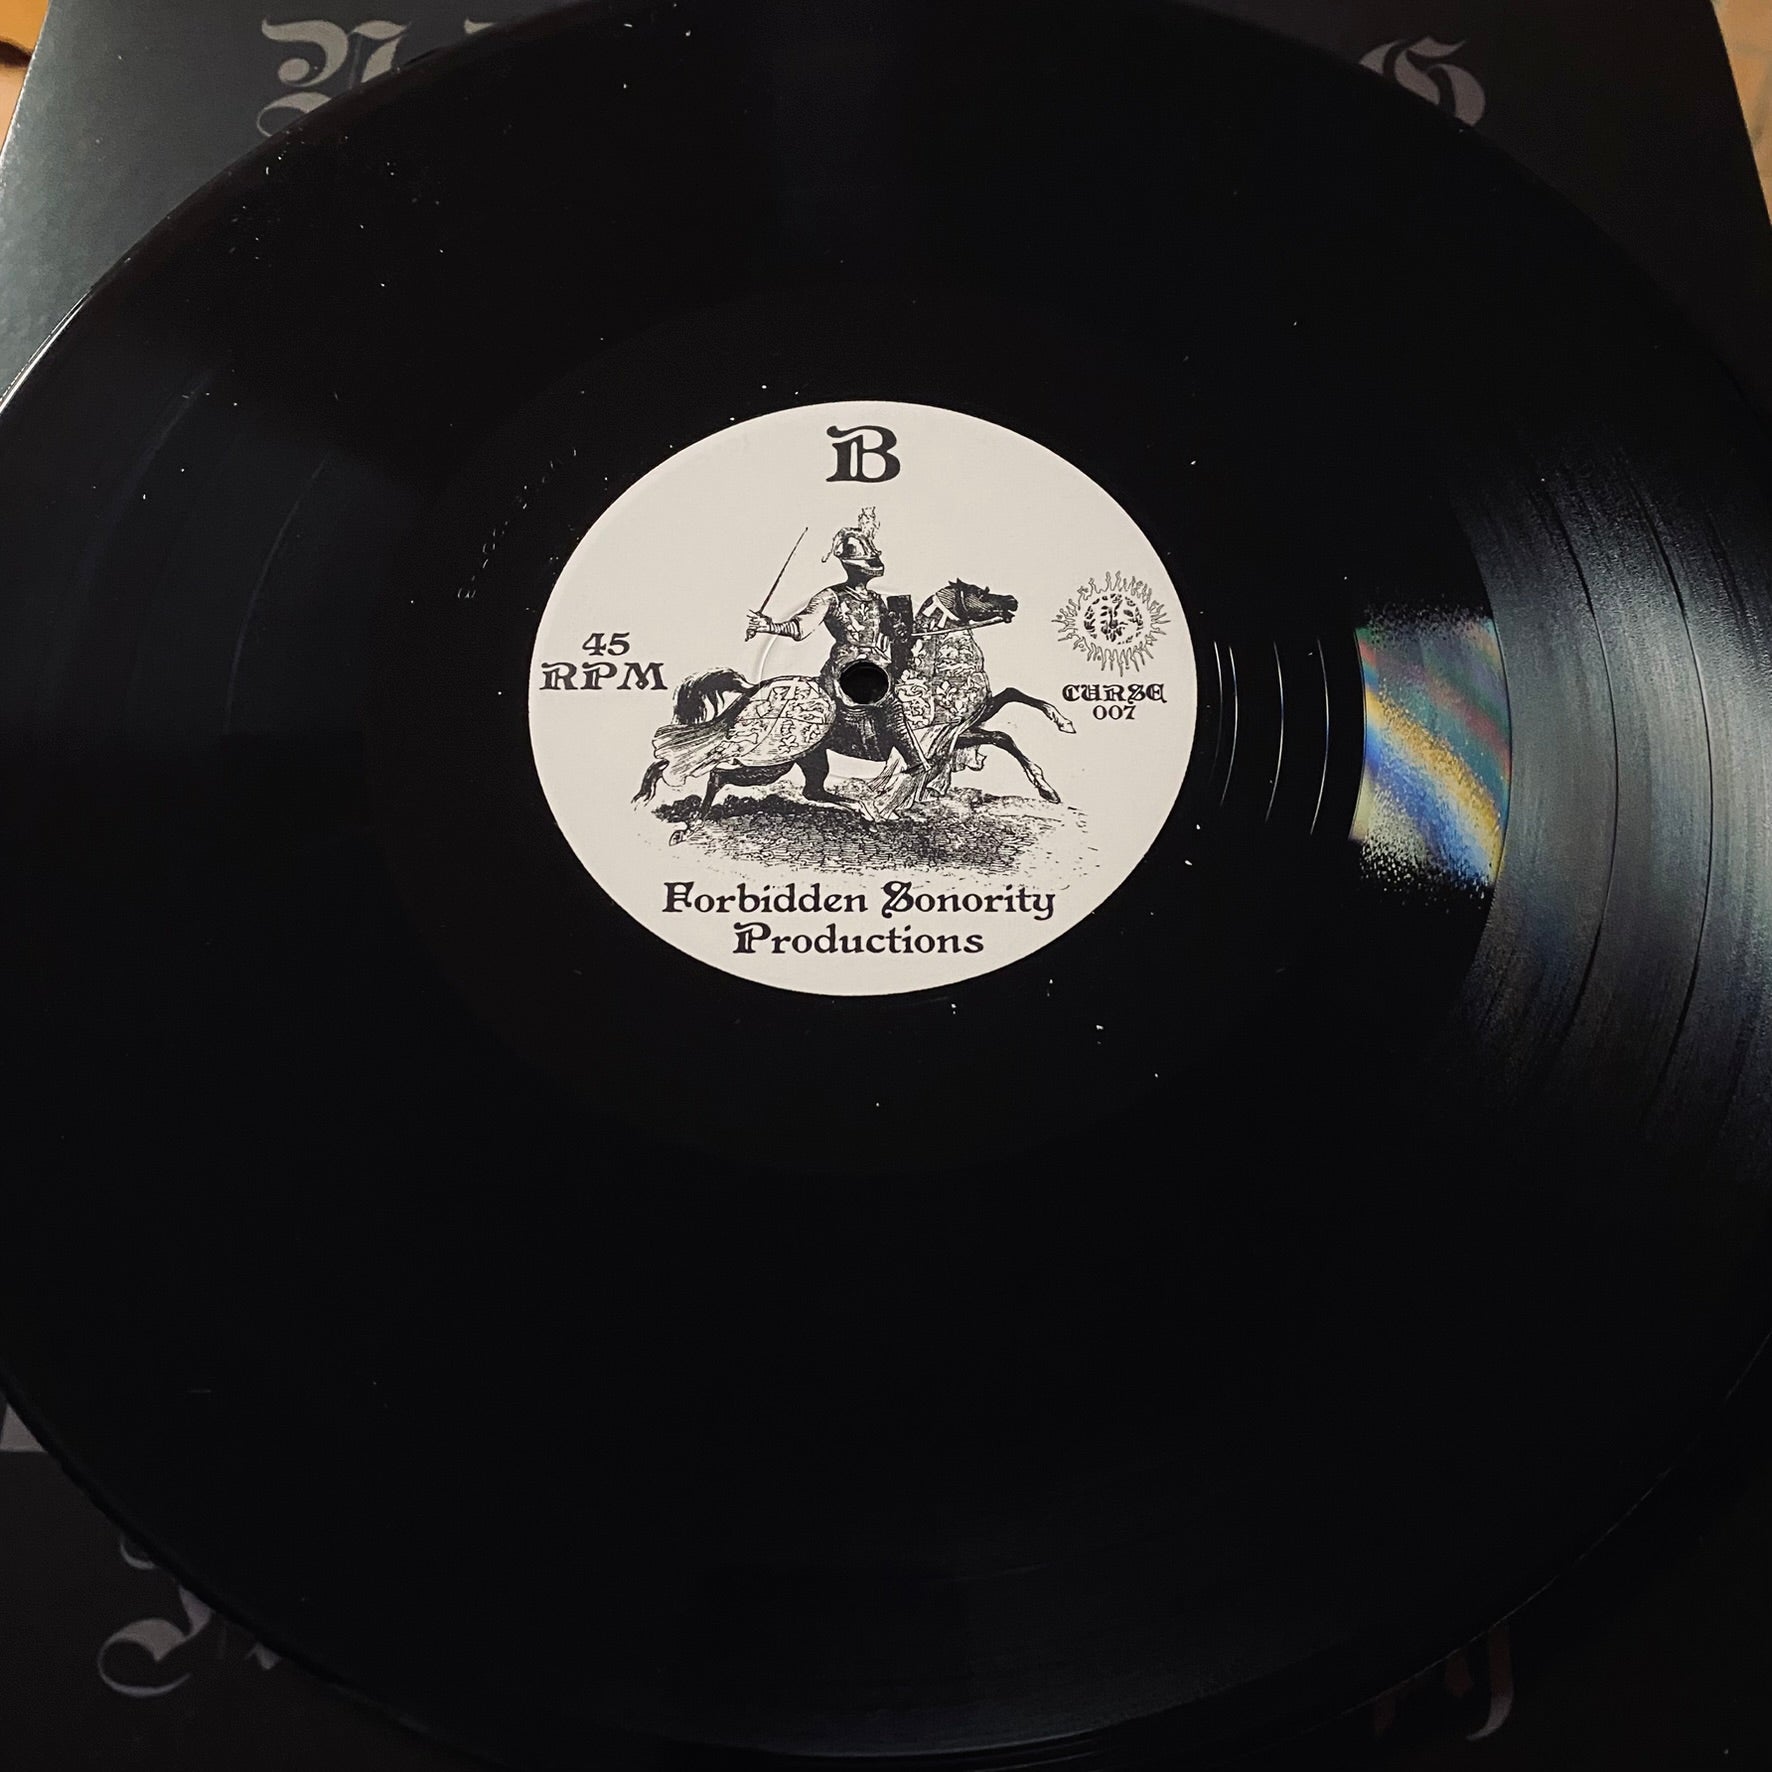 B
45
RPM
CURSE
007
Forbidden Sonority
Productions